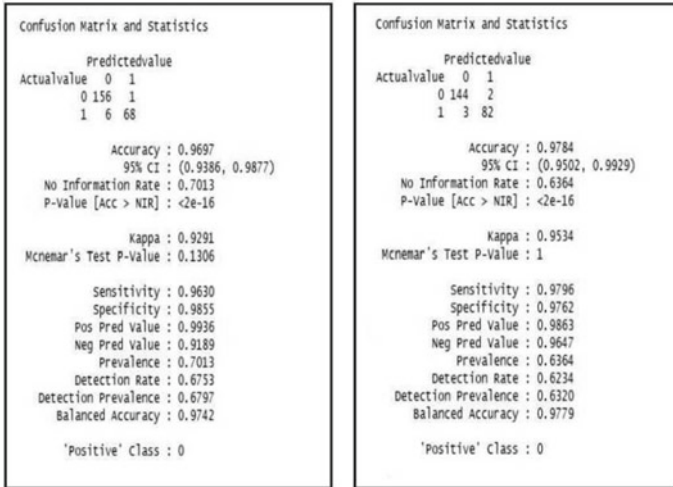 Confusion Matrix and Statistics
Predictedvalue
Actualvalue 0 1
0 156 1
1 6 68
Accuracy : 0.9697
95% CI : (0.9386, 0.9877)
No Information Rate : 0.7013
P-Value [Acc > NIR] : <2e-16
Kappa : 0.9291
Mcnemar's Test P-Value : 0.1306
Sensitivity : 0.9630
Specificity : 0.9855
Pos Pred Value : 0.9936
Neg Pred Value : 0.9189
Prevalence : 0.7013
Detection Rate : 0.6753
Detection Prevalence : 0.6797
Balanced Accuracy : 0.9742
'Positive' Class : 0
Confusion Matrix and Statistics
Predictedvalue
Actualvalue 0 1
0 144 2
1 3 82
Accuracy : 0.9784
95% CI : (0.9502, 0.9929)
No Information Rate : 0.6364
P-Value [Acc > NIR] : <2e-16
Kappa : 0.9534
Mcnemar's Test P-Value : 1
Sensitivity : 0.9796
Specificity : 0.9762
Pos Pred Value : 0.9863
Neg Pred Value : 0.9647
Prevalence : 0.6364
Detection Rate : 0.6234
Detection Prevalence : 0.6320
Balanced Accuracy : 0.9779
'Positive' Class : 0